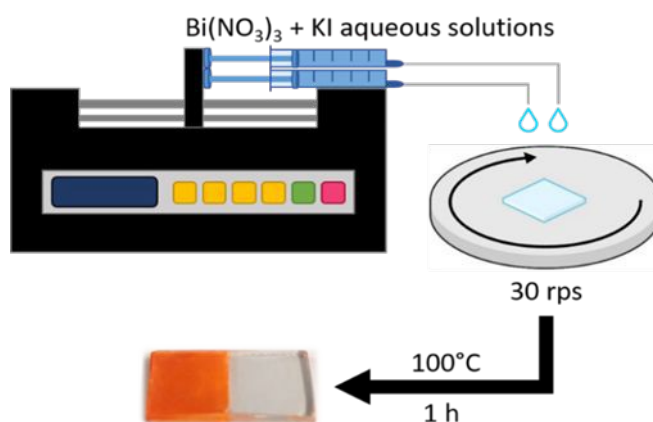 Bi(NO₃)₃ + KI aqueous solutions
30 rps
100°C
1 h